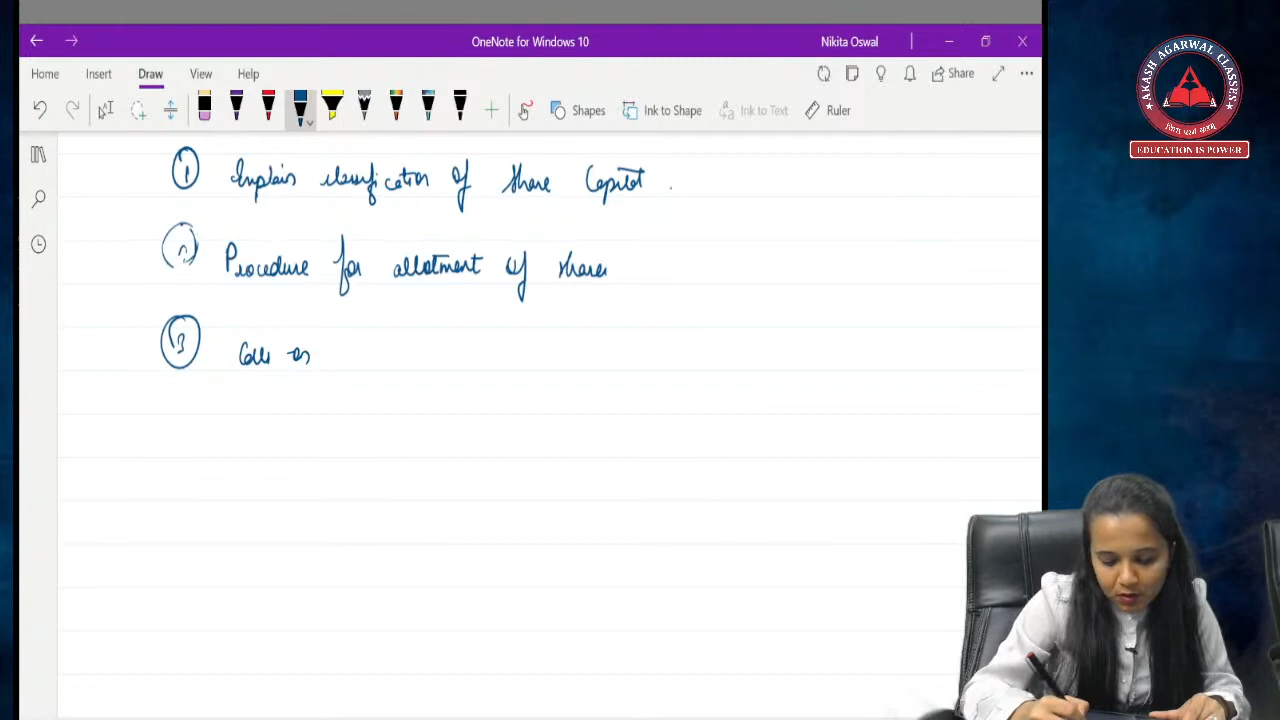 OneNote for Windows 10
Nikita Oswal
Home Insert Draw View Help
Share
Shapes Ink to Shape Ink to Text Ruler
① Explain classification of Share Capital
② Procedure for allotment of shares
③ Calls on
AKASH AGARWAL CLASSES
EDUCATION IS POWER